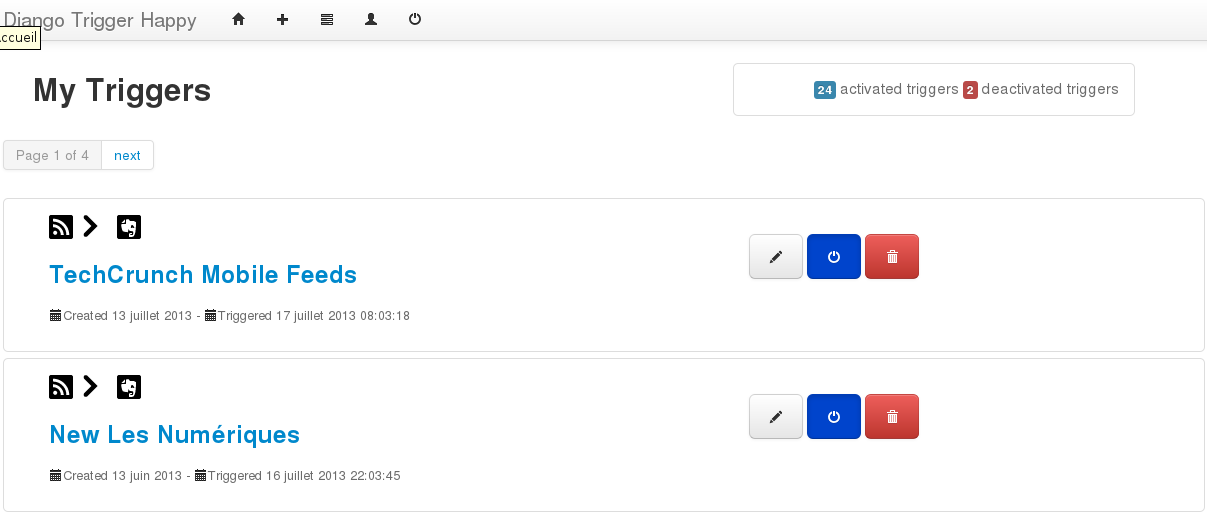 Django Trigger Happy
ccueil
My Triggers
24 activated triggers 2 deactivated triggers
Page 1 of 4 next
TechCrunch Mobile Feeds
Created 13 juillet 2013 - Triggered 17 juillet 2013 08:03:18
New Les Numériques
Created 13 juin 2013 - Triggered 16 juillet 2013 22:03:45